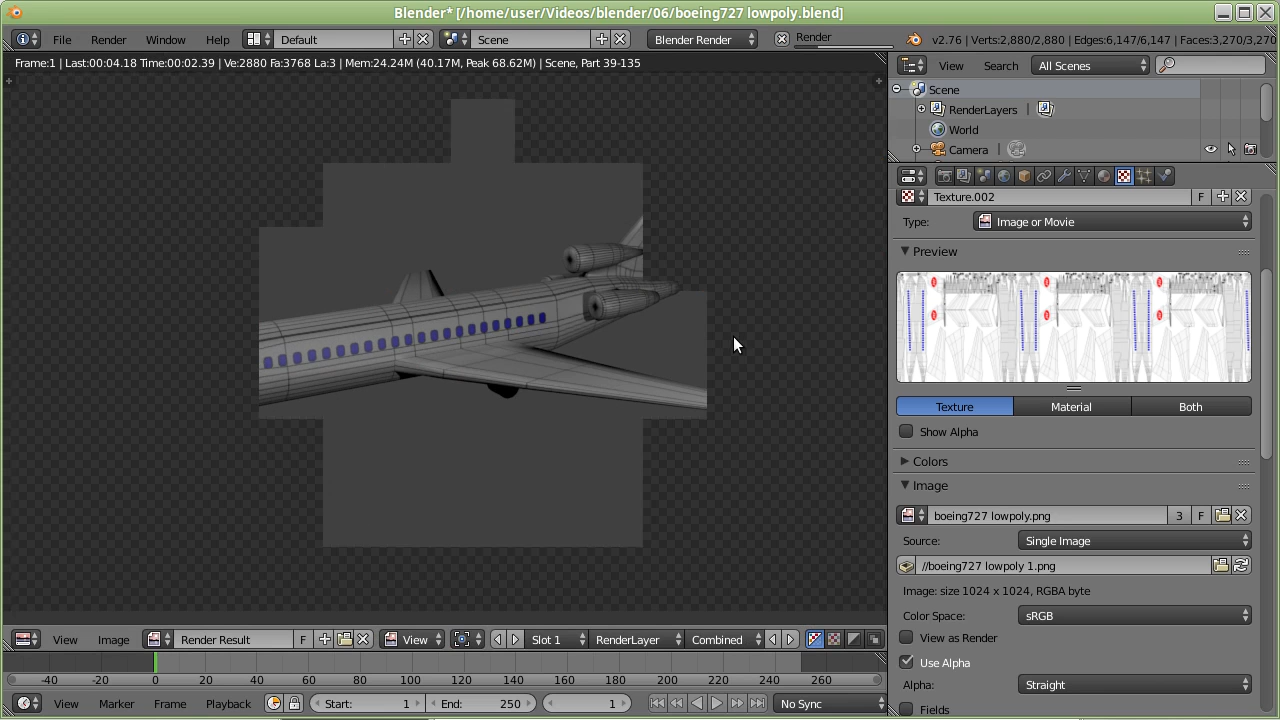 Blender* [/home/user/Videos/blender/06/boeing727 lowpoly.blend]
File Render Window Help Default Scene Blender Render Render v2.76 | Verts:2,880/2,880 | Edges:6,147/6,147 | Faces:3,270/3,270
Frame:1 | Last:00:04.18 Time:00:02.39 | Ve:2880 Fa:3768 La:3 | Mem:24.24M (40.17M, Peak 68.62M) | Scene, Part 39-135
View Search All Scenes
Scene
RenderLayers |
World
Camera |
Texture.002 F
Type: Image or Movie
Preview
Texture Material Both
Show Alpha
Colors
Image
boeing727 lowpoly.png 3 F
Source: Single Image
//boeing727 lowpoly 1.png
Image: size 1024 x 1024, RGBA byte
Color Space: sRGB
View as Render
Use Alpha
Alpha: Straight
Fields
View Image Render Result F View Slot 1 RenderLayer Combined
-40 -20 0 20 40 60 80 100 120 140 160 180 200 220 240 260
View Marker Frame Playback Start: 1 End: 250 1 No Sync